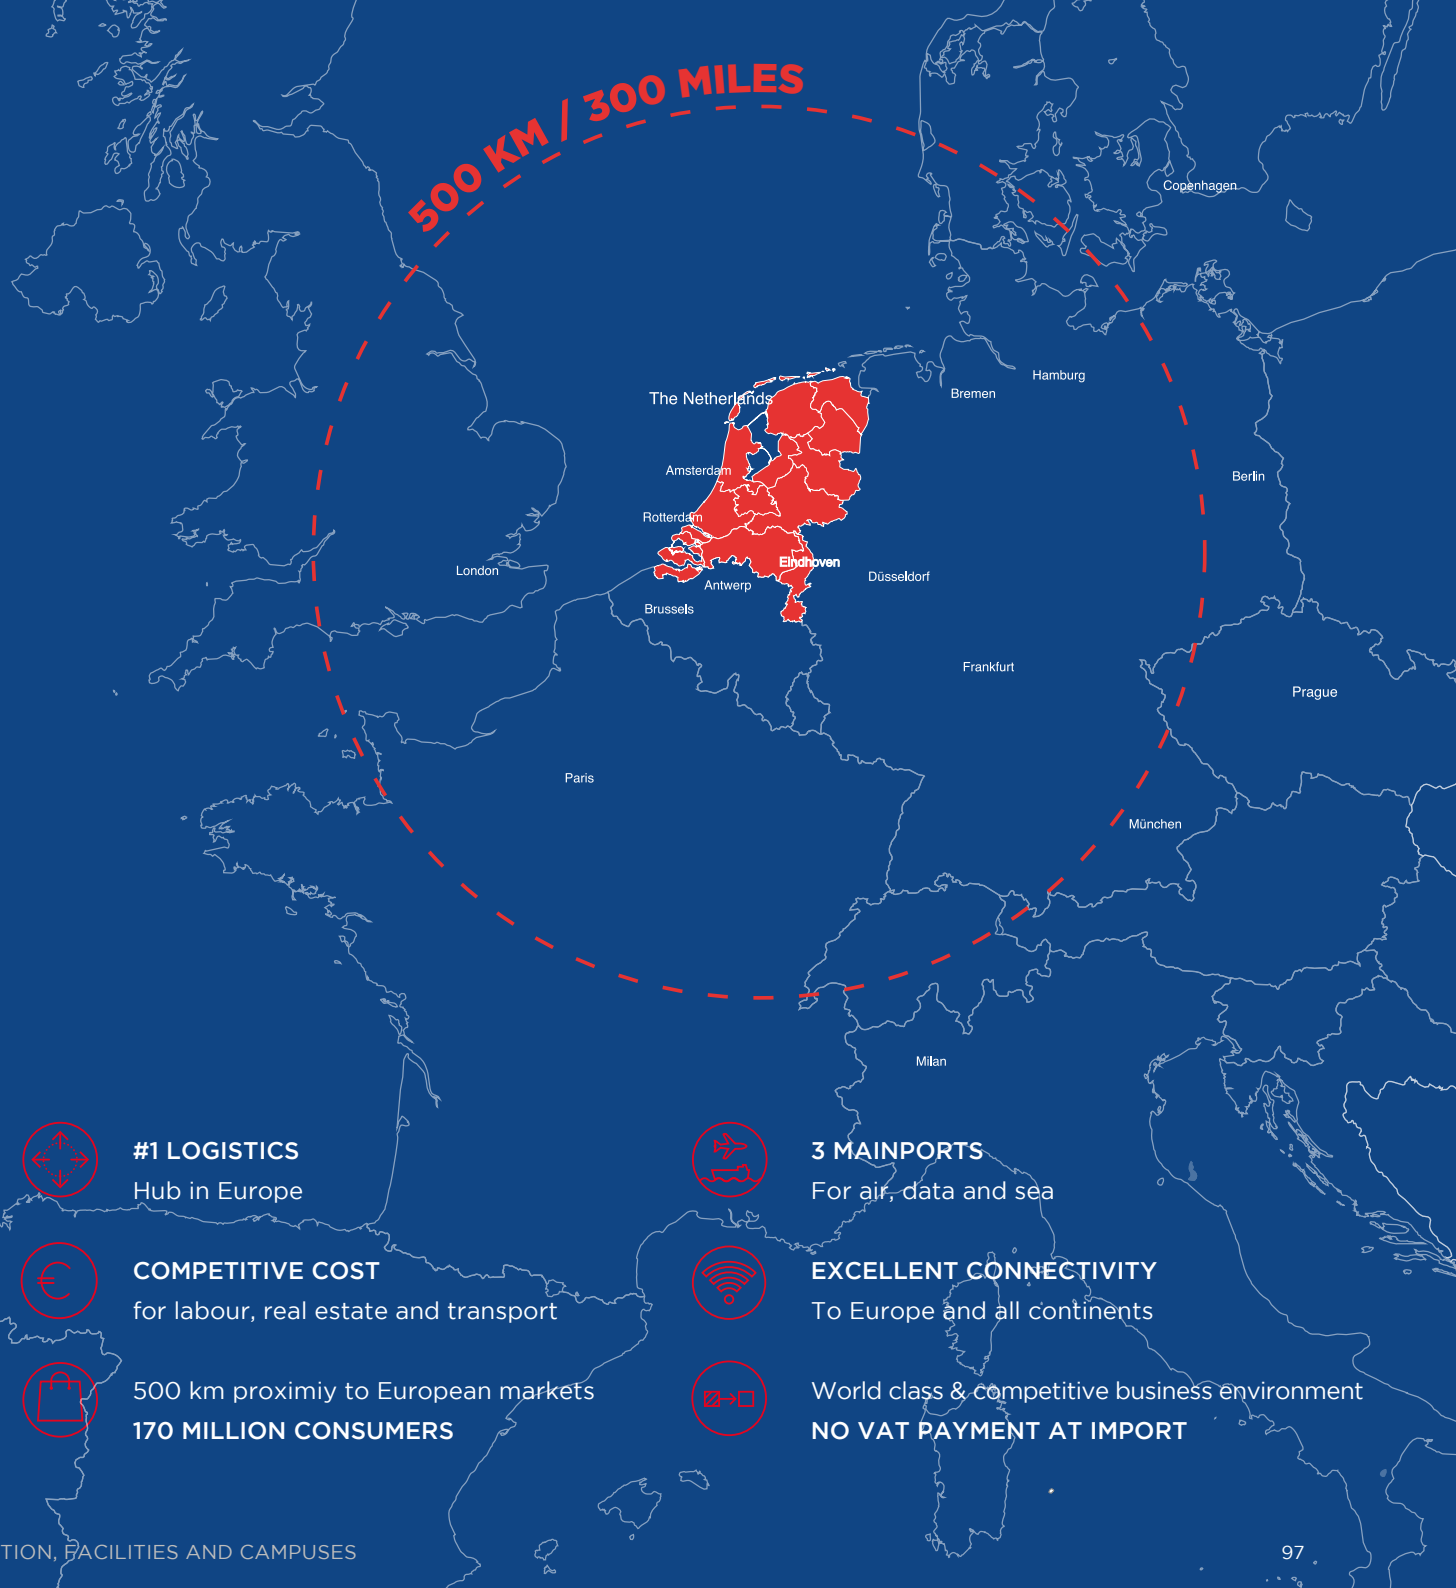 500 KM / 300 MILES
Copenhagen
Hamburg
Bremen
The Netherlands
Amsterdam
Berlin
Rotterdam
Eindhoven
London
Düsseldorf
Antwerp
Brussels
Frankfurt
Prague
Paris
München
Milan
#1 LOGISTICS
Hub in Europe
3 MAINPORTS
For air, data and sea
COMPETITIVE COST
for labour, real estate and transport
EXCELLENT CONNECTIVITY
To Europe and all continents
500 km proximiy to European markets
170 MILLION CONSUMERS
World class & competitive business environment
NO VAT PAYMENT AT IMPORT
TION, FACILITIES AND CAMPUSES
97